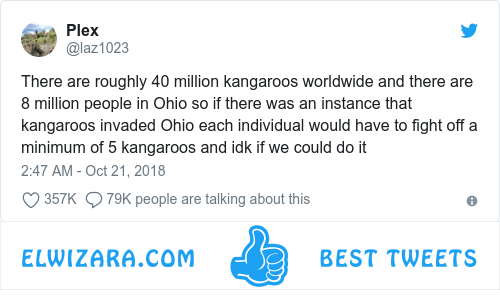 Plex
@laz1023
There are roughly 40 million kangaroos worldwide and there are
8 million people in Ohio so if there was an instance that
kangaroos invaded Ohio each individual would have to fight off a
minimum of 5 kangaroos and idk if we could do it
2:47 AM - Oct 21, 2018
357K 79K people are talking about this
ELWIZARA.COM BEST TWEETS